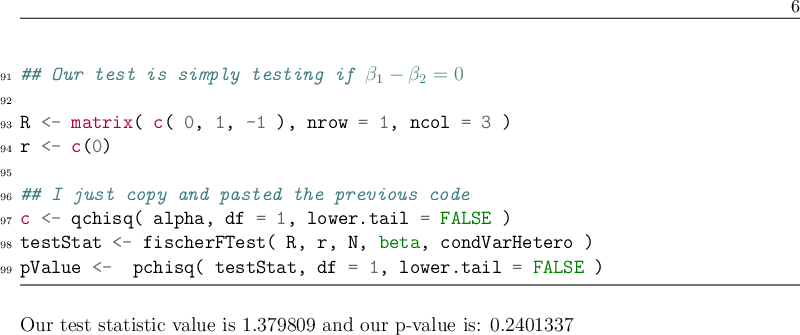 6
91 ## Our test is simply testing if β₁ − β₂ = 0
92
93 R <- matrix( c( 0, 1, -1 ), nrow = 1, ncol = 3 )
94 r <- c(0)
95
96 ## I just copy and pasted the previous code
97 c <- qchisq( alpha, df = 1, lower.tail = FALSE )
98 testStat <- fischerFTest( R, r, N, beta, condVarHetero )
99 pValue <-  pchisq( testStat, df = 1, lower.tail = FALSE )
Our test statistic value is 1.379809 and our p-value is: 0.2401337